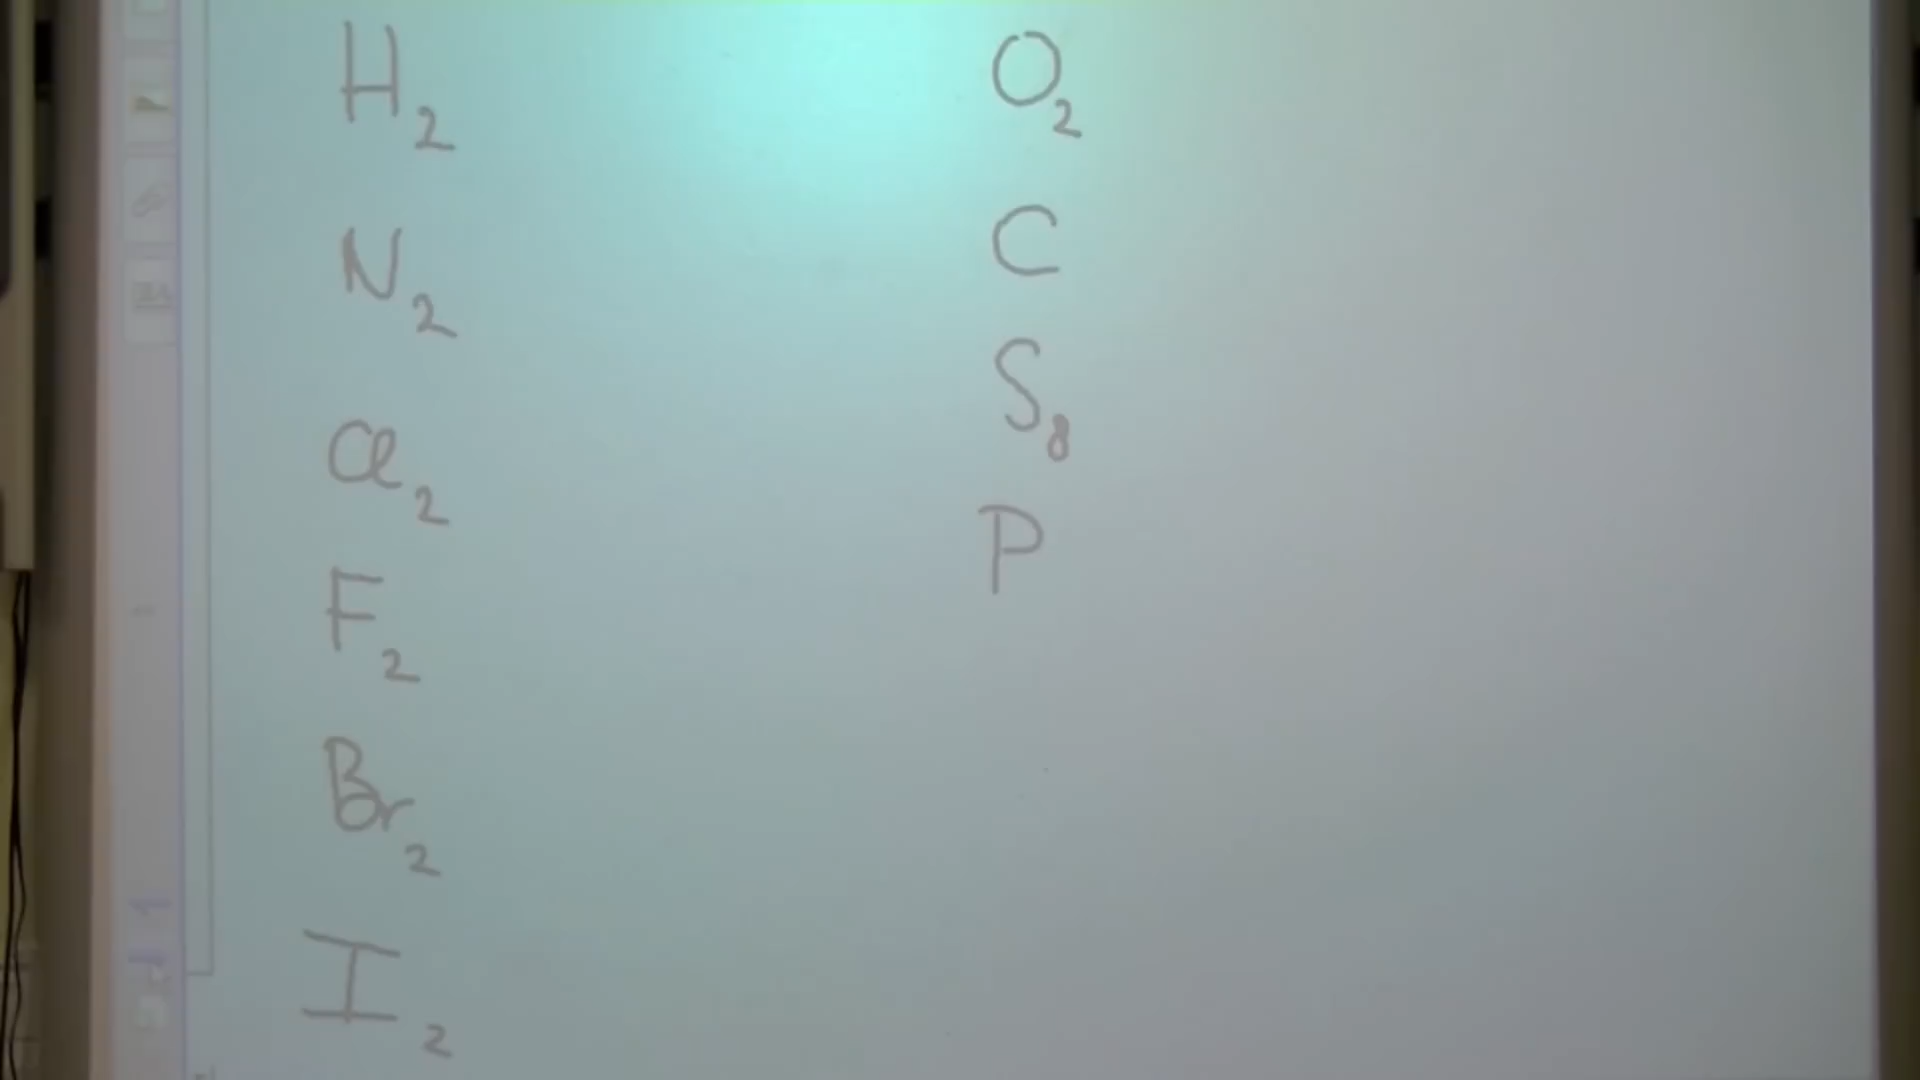 H₂
N₂
Cl₂
F₂
Br₂
I₂
O₂
C
S₈
P